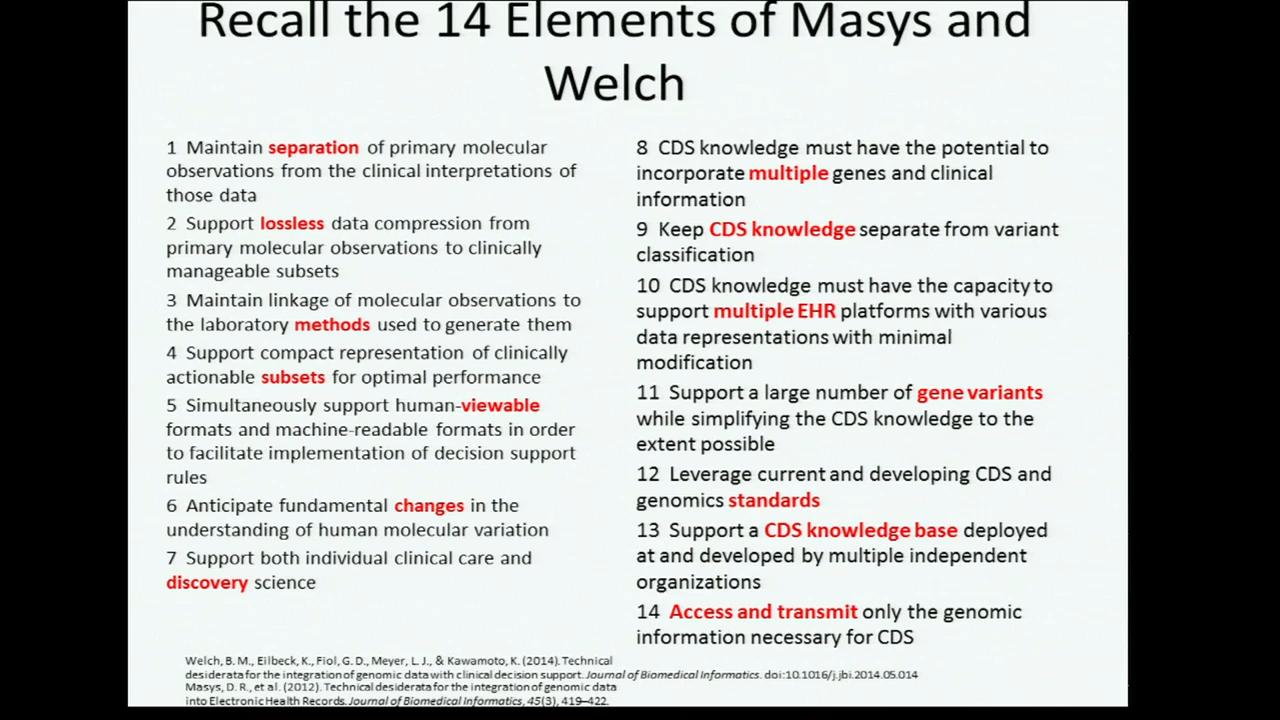 Recall the 14 Elements of Masys and
Welch
1 Maintain separation of primary molecular
observations from the clinical interpretations of
those data
2 Support lossless data compression from
primary molecular observations to clinically
manageable subsets
3 Maintain linkage of molecular observations to
the laboratory methods used to generate them
4 Support compact representation of clinically
actionable subsets for optimal performance
5 Simultaneously support human-viewable
formats and machine-readable formats in order
to facilitate implementation of decision support
rules
6 Anticipate fundamental changes in the
understanding of human molecular variation
7 Support both individual clinical care and
discovery science
8 CDS knowledge must have the potential to
incorporate multiple genes and clinical
information
9 Keep CDS knowledge separate from variant
classification
10 CDS knowledge must have the capacity to
support multiple EHR platforms with various
data representations with minimal
modification
11 Support a large number of gene variants
while simplifying the CDS knowledge to the
extent possible
12 Leverage current and developing CDS and
genomics standards
13 Support a CDS knowledge base deployed
at and developed by multiple independent
organizations
14 Access and transmit only the genomic
information necessary for CDS
Welch, B. M., Eilbeck, K., Fiol, G. D., Meyer, L. J., & Kawamoto, K. (2014). Technical
desiderata for the integration of genomic data with clinical decision support. Journal of Biomedical Informatics. doi:10.1016/j.jbi.2014.05.014
Masys, D. R., et al. (2012). Technical desiderata for the integration of genomic data
into Electronic Health Records. Journal of Biomedical Informatics, 45(3), 419–422.